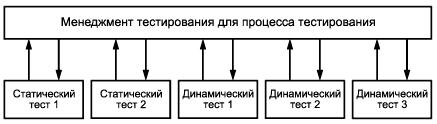 Менеджмент тестирования для процесса тестирования
Статический
тест 1
Статический
тест 2
Динамический
тест 1
Динамический
тест 2
Динамический
тест 3